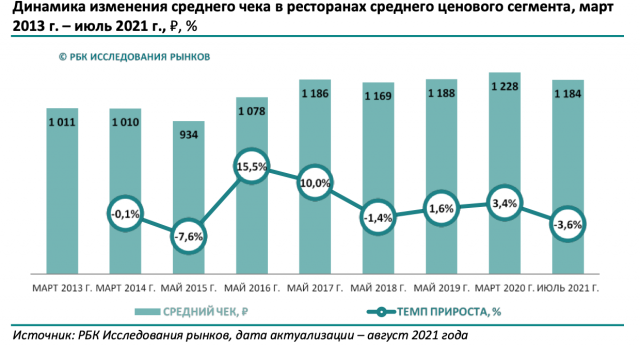 Динамика изменения среднего чека в ресторанах среднего ценового сегмента, март
2013 г. – июль 2021 г., ₽, %
© РБК ИССЛЕДОВАНИЯ РЫНКОВ
1 011
1 010
934
1 078
1 186
1 169
1 188
1 228
1 184
-0,1%
-7,6%
15,5%
10,0%
-1,4%
1,6%
3,4%
-3,6%
МАРТ 2013 Г. МАРТ 2014 Г. МАЙ 2015 Г. МАЙ 2016 Г. МАЙ 2017 Г. МАЙ 2018 Г. МАЙ 2019 Г. МАРТ 2020 Г. ИЮЛЬ 2021 Г.
СРЕДНИЙ ЧЕК, ₽ ТЕМП ПРИРОСТА, %
Источник: РБК Исследования рынков, дата актуализации – август 2021 года